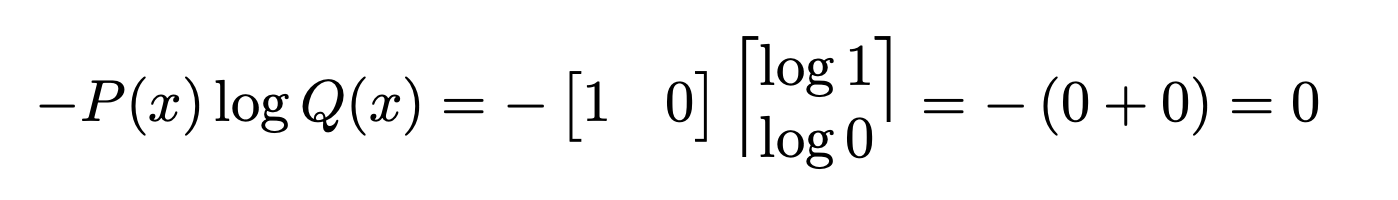 −P(x) log Q(x) = − [1 0] [log 1 log 0] = − (0 + 0) = 0